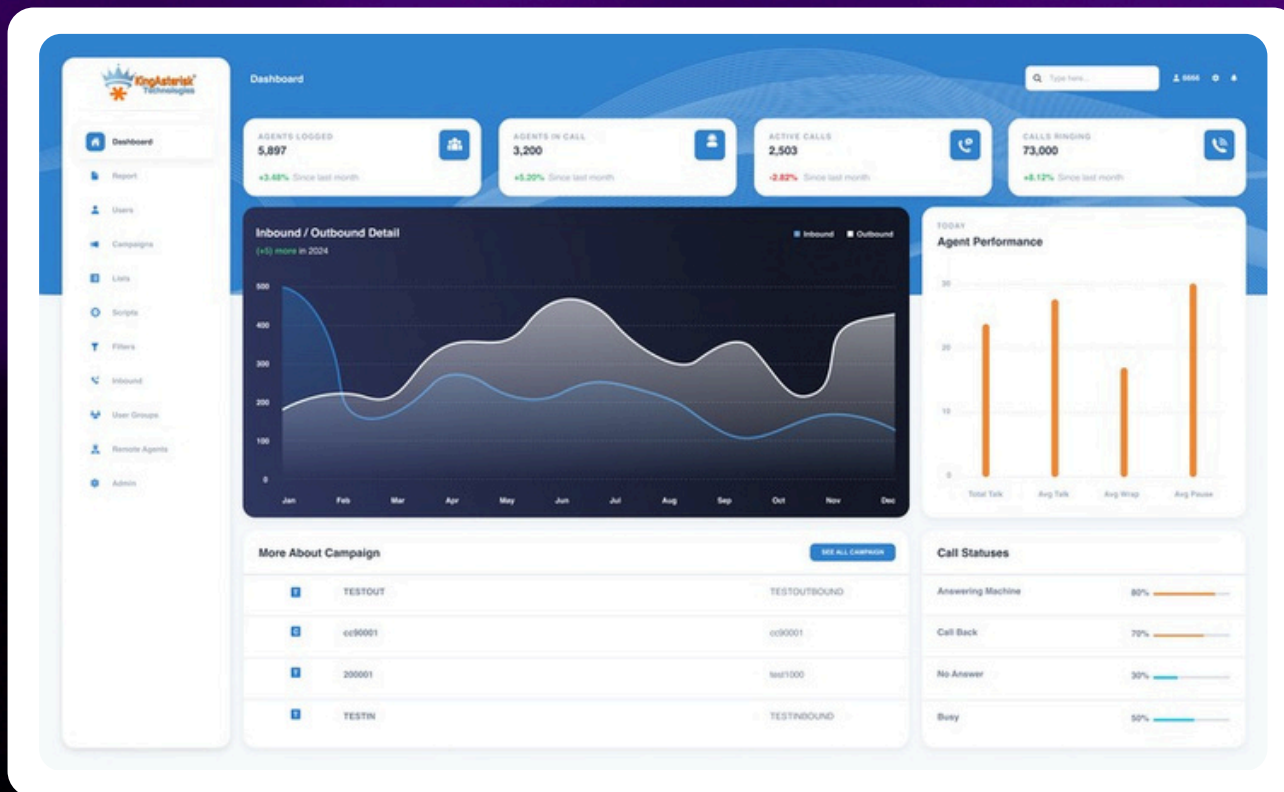 KingAsterisk
Technologies
Dashboard
Report
Users
Campaigns
Lists
Scripts
Filters
Inbound
User Groups
Remote Agents
Admin
Dashboard
Type here...
6666
AGENTS LOGGED
5,897
+3.48% Since last month
AGENTS IN CALL
3,200
+5.20% Since last month
ACTIVE CALLS
2,503
-2.82% Since last month
CALLS RINGING
73,000
+8.12% Since last month
Inbound / Outbound Detail
(+5) more in 2024
Inbound Outbound
500
400
300
200
100
0
Jan Feb Mar Apr May Jun Jul Aug Sep Oct Nov Dec
TODAY
Agent Performance
30
20
10
0
Total Talk Avg Talk Avg Wrap Avg Pause
More About Campaign
SEE ALL CAMPAIGN
T TESTOUT TESTOUTBOUND
C cc90001 cc90001
T 200001 test1000
T TESTIN TESTINBOUND
Call Statuses
Answering Machine 80%
Call Back 70%
No Answer 30%
Busy 50%